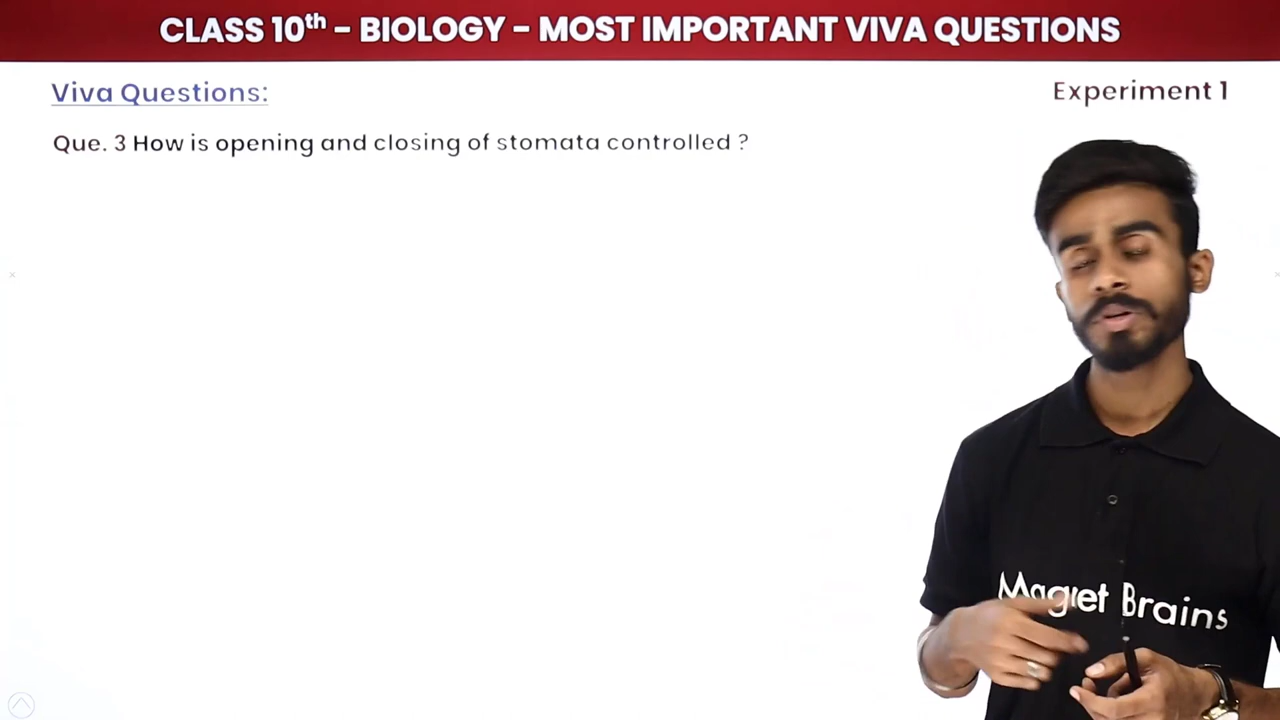 CLASS 10th – BIOLOGY – MOST IMPORTANT VIVA QUESTIONS
Viva Questions:
Experiment 1
Que. 3 How is opening and closing of stomata controlled ?
Magnet Brains